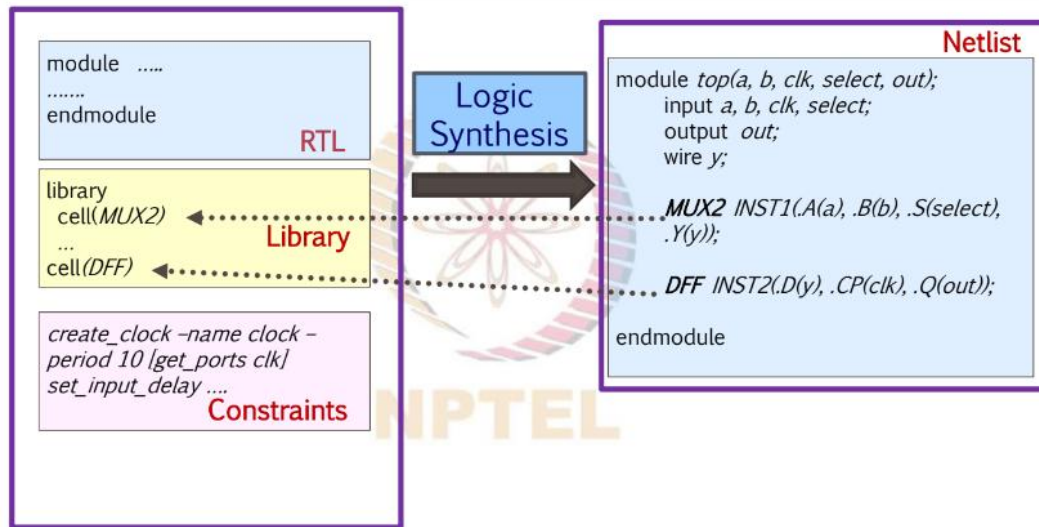 module .....
.......
endmodule
RTL
library
cell(MUX2)
...
cell(DFF)
Library
create_clock –name clock –
period 10 [get_ports clk]
set_input_delay ....
Constraints
Logic
Synthesis
Netlist
module top(a, b, clk, select, out);
input a, b, clk, select;
output out;
wire y;
MUX2 INST1(.A(a), .B(b), .S(select),
.Y(y));
DFF INST2(.D(y), .CP(clk), .Q(out));
endmodule
NPTEL